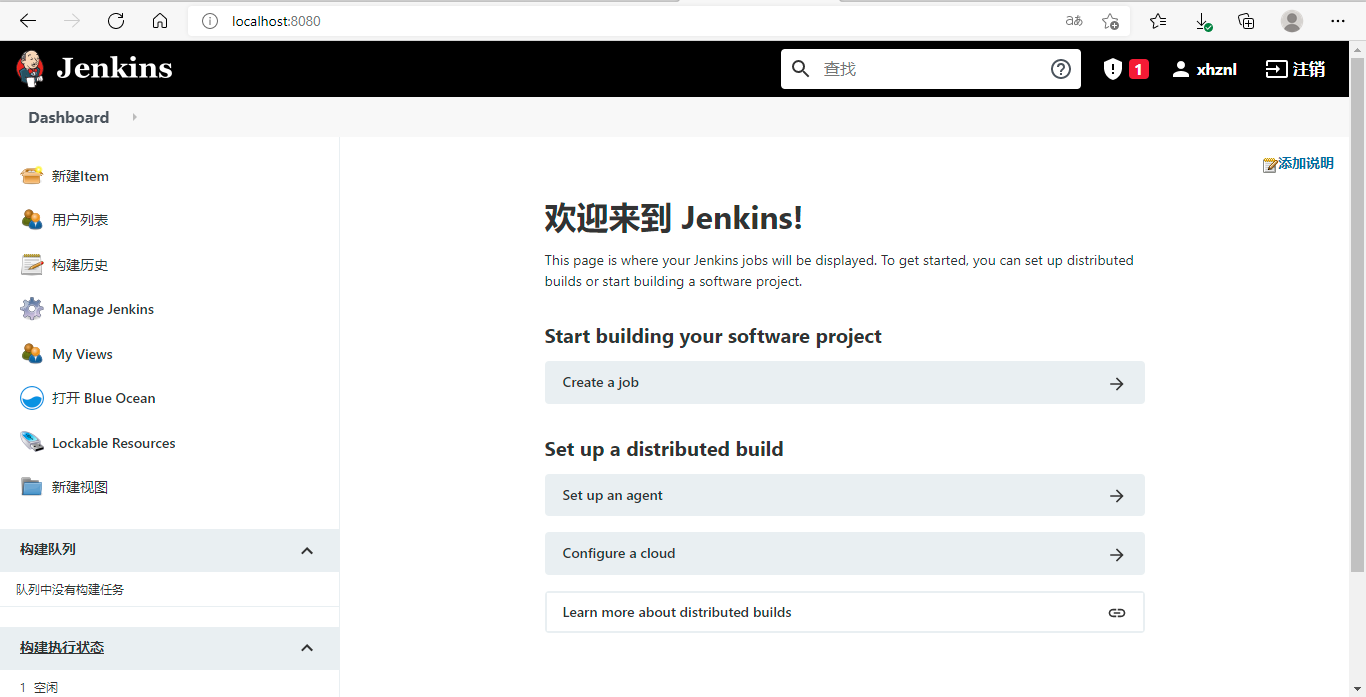 localhost:8080
Jenkins
查找
1
xhznl
注销
Dashboard
添加说明
新建Item
用户列表
构建历史
Manage Jenkins
My Views
打开 Blue Ocean
Lockable Resources
新建视图
构建队列
队列中没有构建任务
构建执行状态
1 空闲
欢迎来到 Jenkins!
This page is where your Jenkins jobs will be displayed. To get started, you can set up distributed
builds or start building a software project.
Start building your software project
Create a job
Set up a distributed build
Set up an agent
Configure a cloud
Learn more about distributed builds